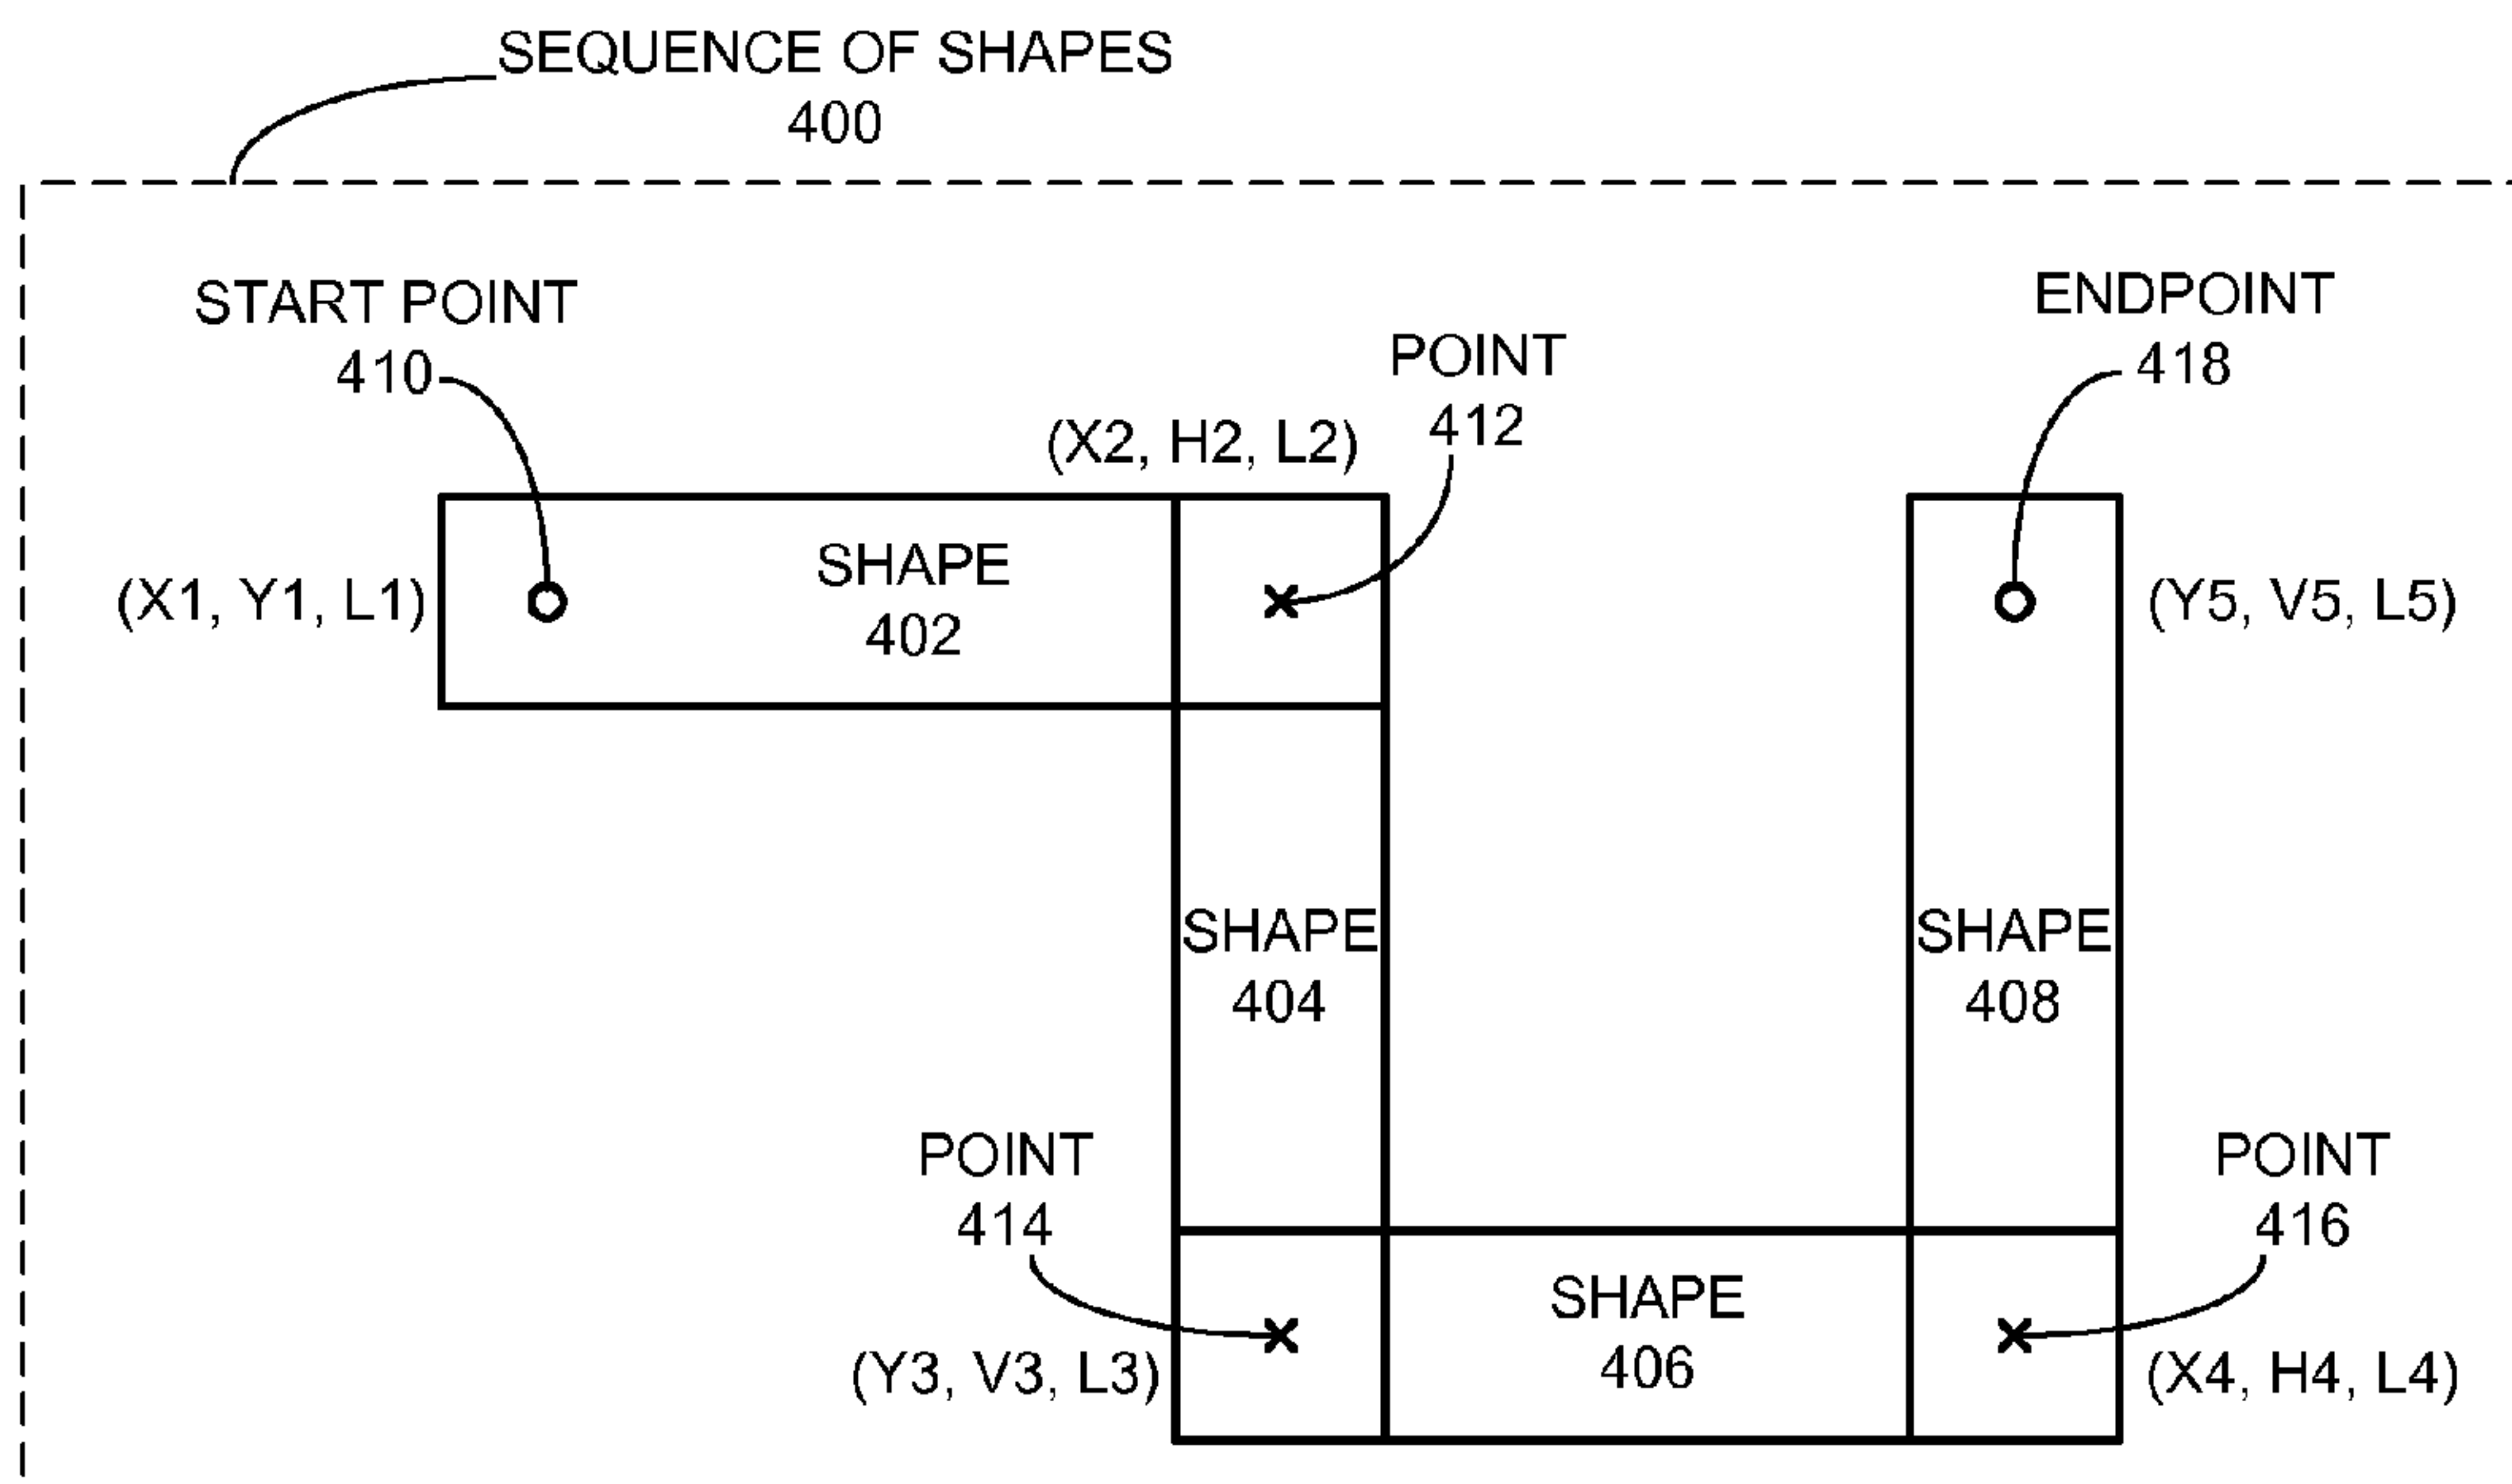 SEQUENCE OF SHAPES
400
START POINT
410
ENDPOINT
418
POINT
412
(X2, H2, L2)
(X1, Y1, L1)
SHAPE
402
(Y5, V5, L5)
SHAPE
404
SHAPE
408
POINT
414
POINT
416
SHAPE
406
(Y3, V3, L3)
(X4, H4, L4)